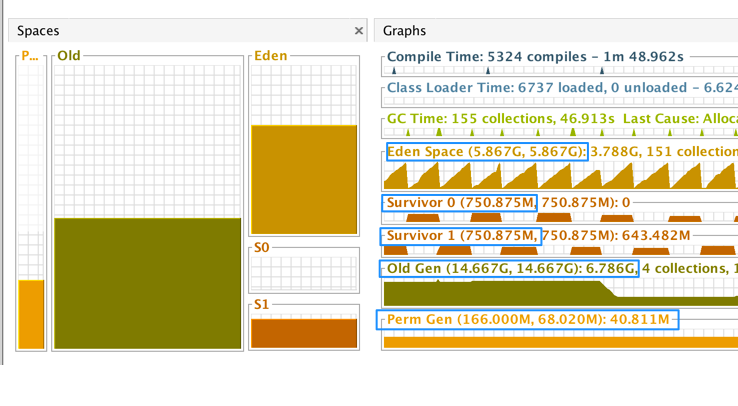 Spaces
Graphs
P...
Old
Eden
S0
S1
Compile Time: 5324 compiles - 1m 48.962s
Class Loader Time: 6737 loaded, 0 unloaded - 6.624
GC Time: 155 collections, 46.913s Last Cause: Alloca
Eden Space (5.867G, 5.867G): 3.788G, 151 collection
Survivor 0 (750.875M, 750.875M): 0
Survivor 1 (750.875M, 750.875M): 643.482M
Old Gen (14.667G, 14.667G): 6.786G, 4 collections, 1
Perm Gen (166.000M, 68.020M): 40.811M